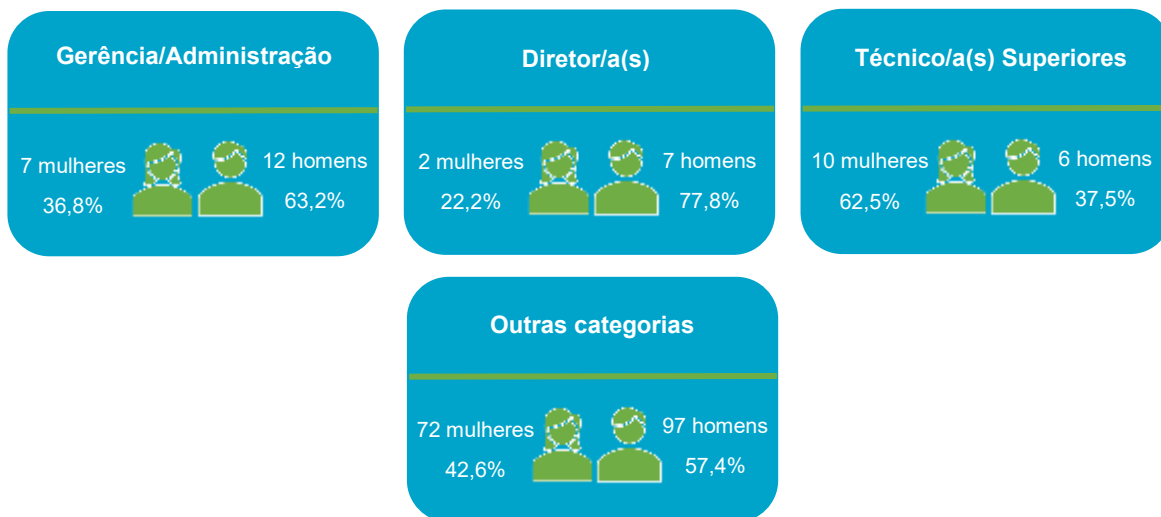 Gerência/Administração
7 mulheres
36,8%
12 homens
63,2%
Diretor/a(s)
2 mulheres
22,2%
7 homens
77,8%
Técnico/a(s) Superiores
10 mulheres
62,5%
6 homens
37,5%
Outras categorias
72 mulheres
42,6%
97 homens
57,4%